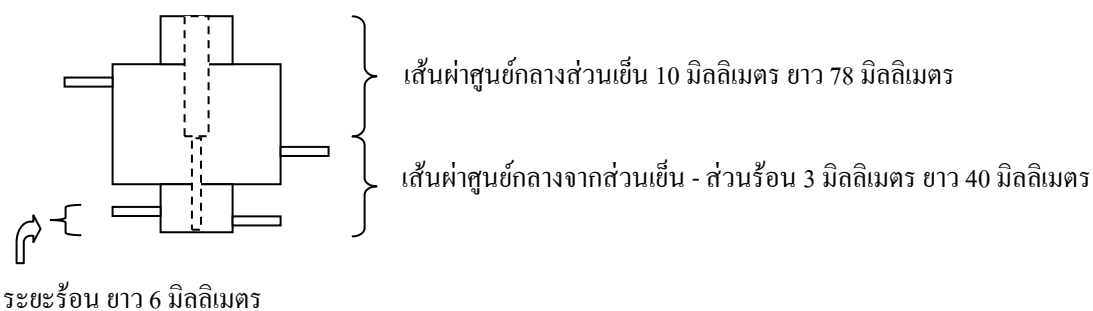 เส้นผ่าศูนย์กลางส่วนเย็น 10 มิลลิเมตร ยาว 78 มิลลิเมตร
เส้นผ่าศูนย์กลางจากส่วนเย็น - ส่วนร้อน 3 มิลลิเมตร ยาว 40 มิลลิเมตร
ระยะร้อน ยาว 6 มิลลิเมตร